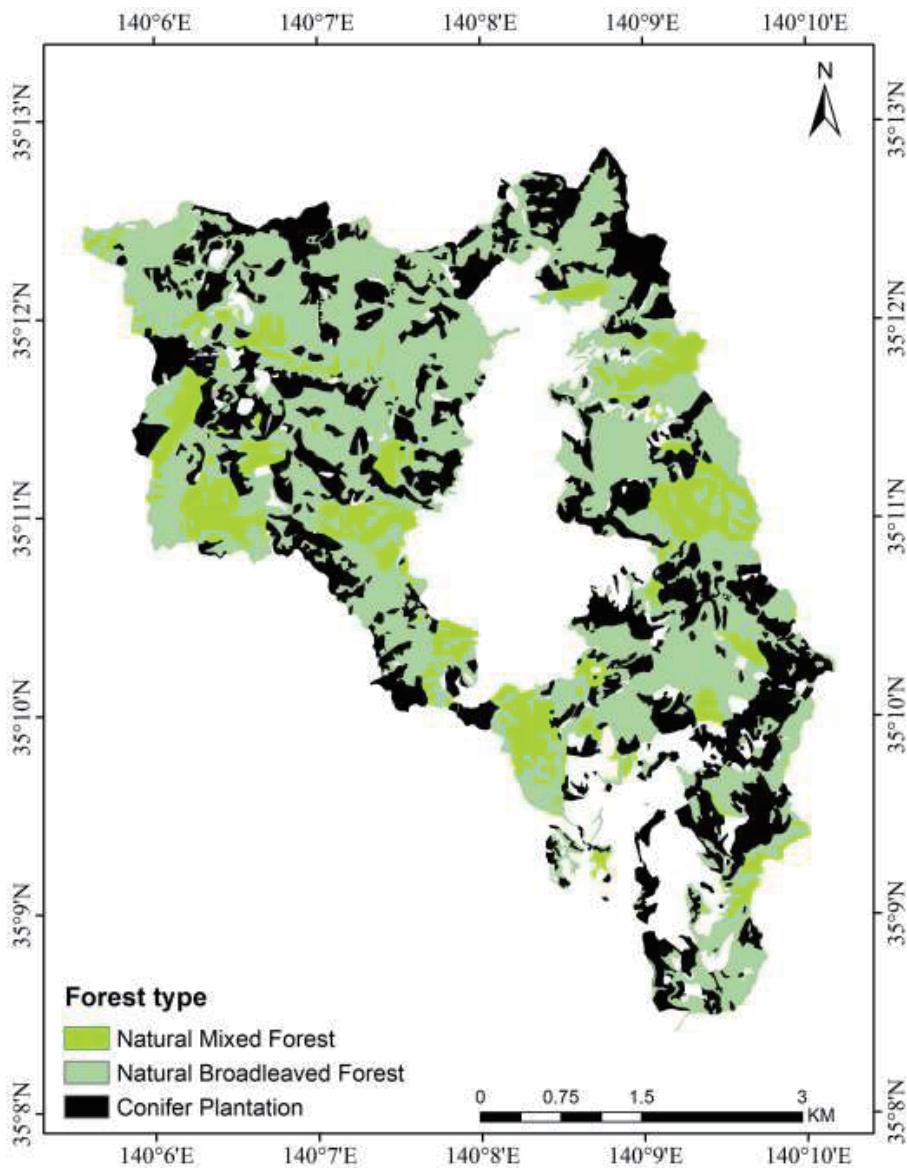 140°6'E 140°7'E 140°8'E 140°9'E 140°10'E
N
35°13'N 35°13'N
35°12'N 35°12'N
35°11'N 35°11'N
35°10'N 35°10'N
35°9'N 35°9'N
Forest type
Natural Mixed Forest
Natural Broadleaved Forest
Conifer Plantation
0 0.75 1.5 3
KM
35°8'N 35°8'N
140°6'E 140°7'E 140°8'E 140°9'E 140°10'E